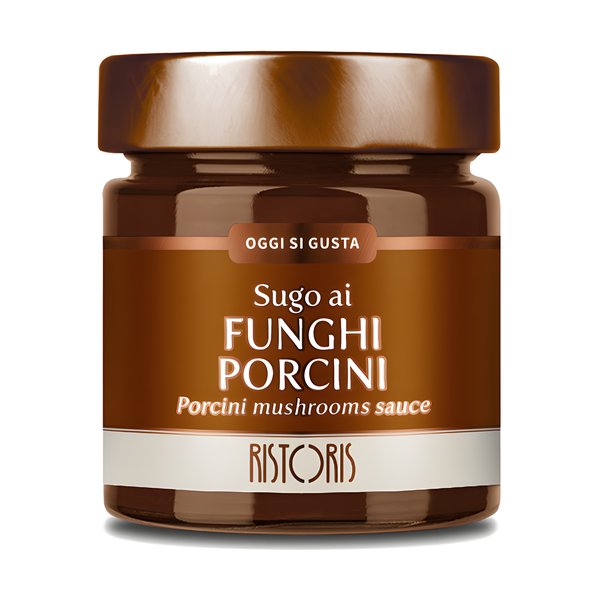 OGGI SI GUSTA
Sugo ai
FUNGHI
PORCINI
Porcini mushrooms sauce
RISTORIS